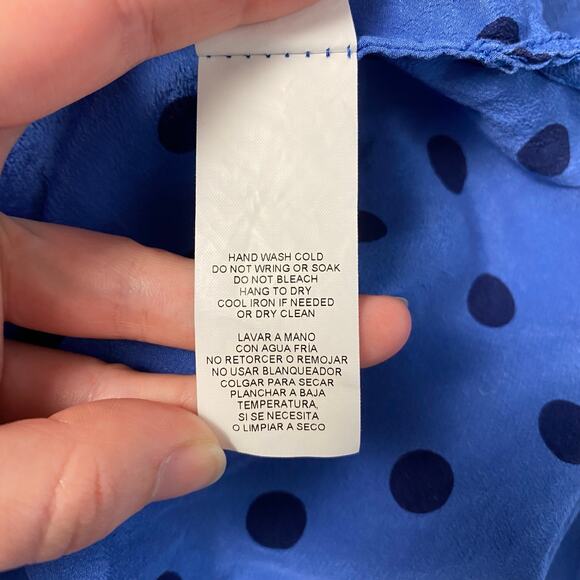 HAND WASH COLD
DO NOT WRING OR SOAK
DO NOT BLEACH
HANG TO DRY
COOL IRON IF NEEDED
OR DRY CLEAN
LAVAR A MANO
CON AGUA FRÍA
NO RETORCER O REMOJAR
NO USAR BLANQUEADOR
COLGAR PARA SECAR
PLANCHAR A BAJA
TEMPERATURA,
SI SE NECESITA
O LIMPIAR A SECO